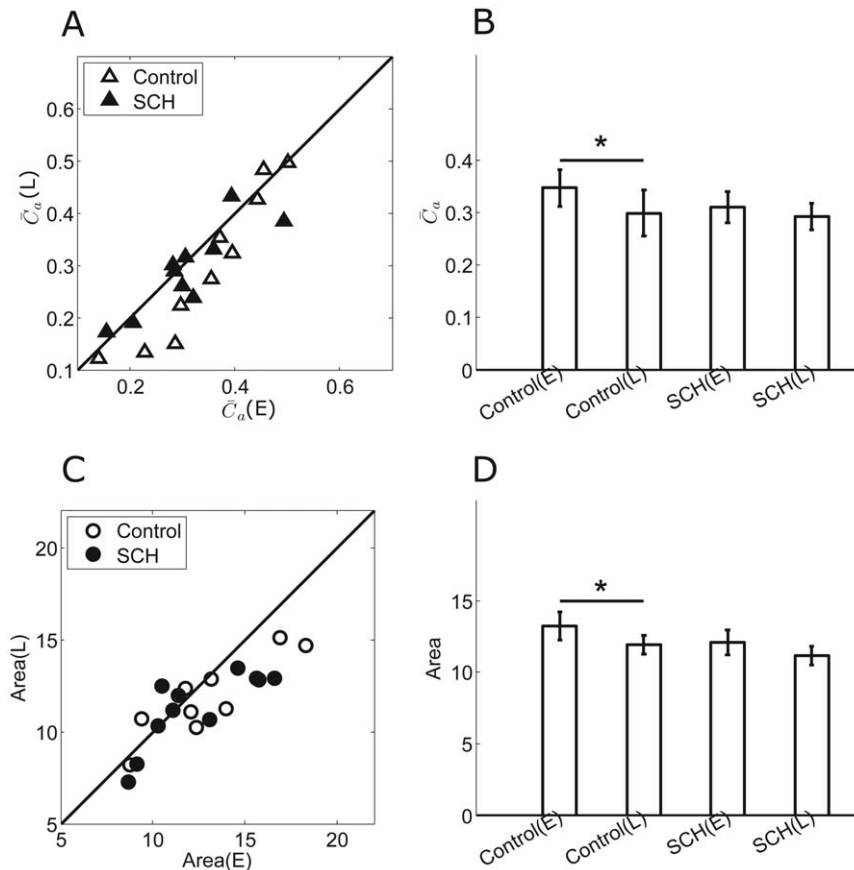 A
Control
SCH
0.6
0.5
0.4
0.3
0.2
0.1
C̄ₐ(L)
0.2 0.4 0.6
C̄ₐ(E)
B
*
0.4
0.3
0.2
0.1
0
C̄ₐ
Control(E) Control(L) SCH(E) SCH(L)
C
Control
SCH
20
15
10
5
Area(L)
5 10 15 20
Area(E)
D
*
15
10
5
0
Area
Control(E) Control(L) SCH(E) SCH(L)